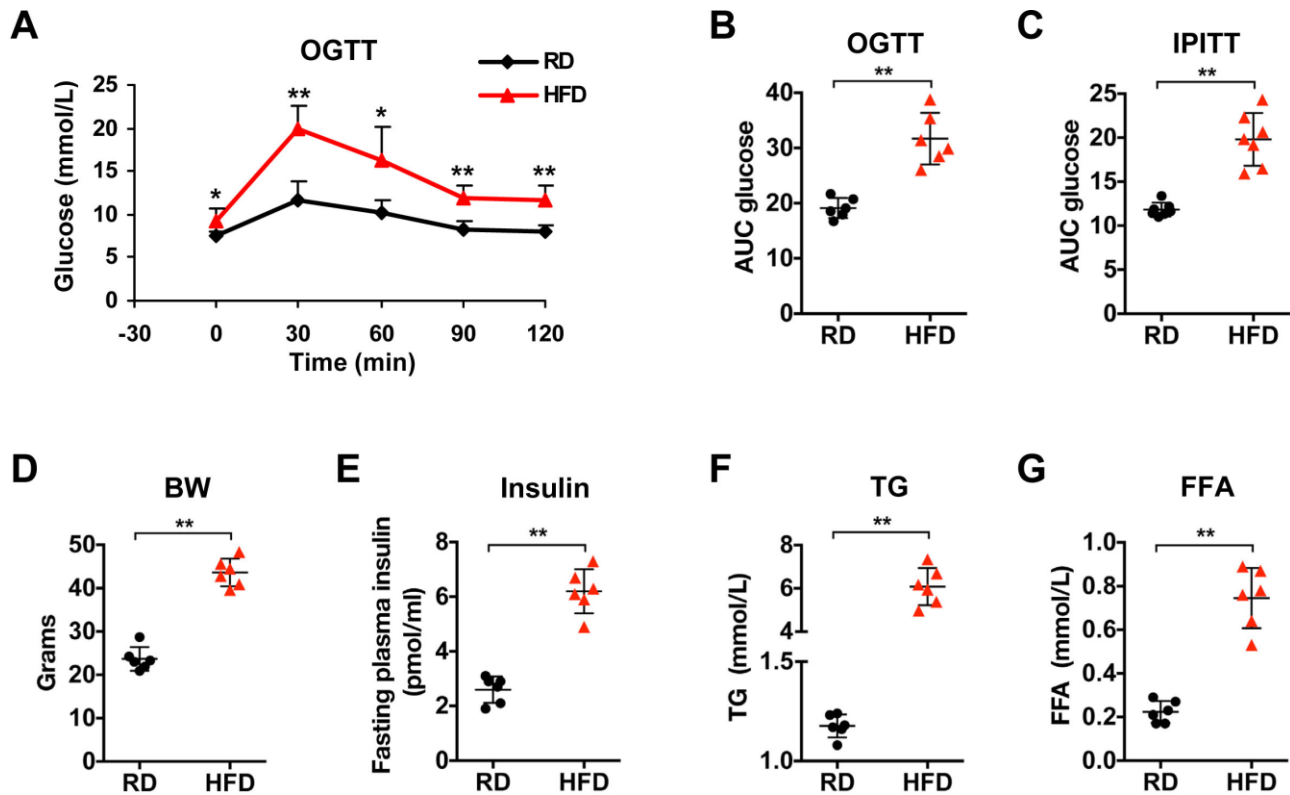 A
OGTT
RD
HFD
Glucose (mmol/L)
25
20
15
10
5
0
*
**
*
**
**
-30 0 30 60 90 120
Time (min)
B
OGTT
**
AUC glucose
40
30
20
10
0
RD HFD
C
IPITT
**
AUC glucose
25
20
15
10
5
0
RD HFD
D
BW
**
Grams
50
40
30
20
10
0
RD HFD
E
Insulin
**
Fasting plasma insulin
(pmol/ml)
8
6
4
2
0
RD HFD
F
TG
**
TG (mmol/L)
8
6
4
1.5
1.0
RD HFD
G
FFA
**
FFA (mmol/L)
1.0
0.8
0.6
0.4
0.2
0.0
RD HFD